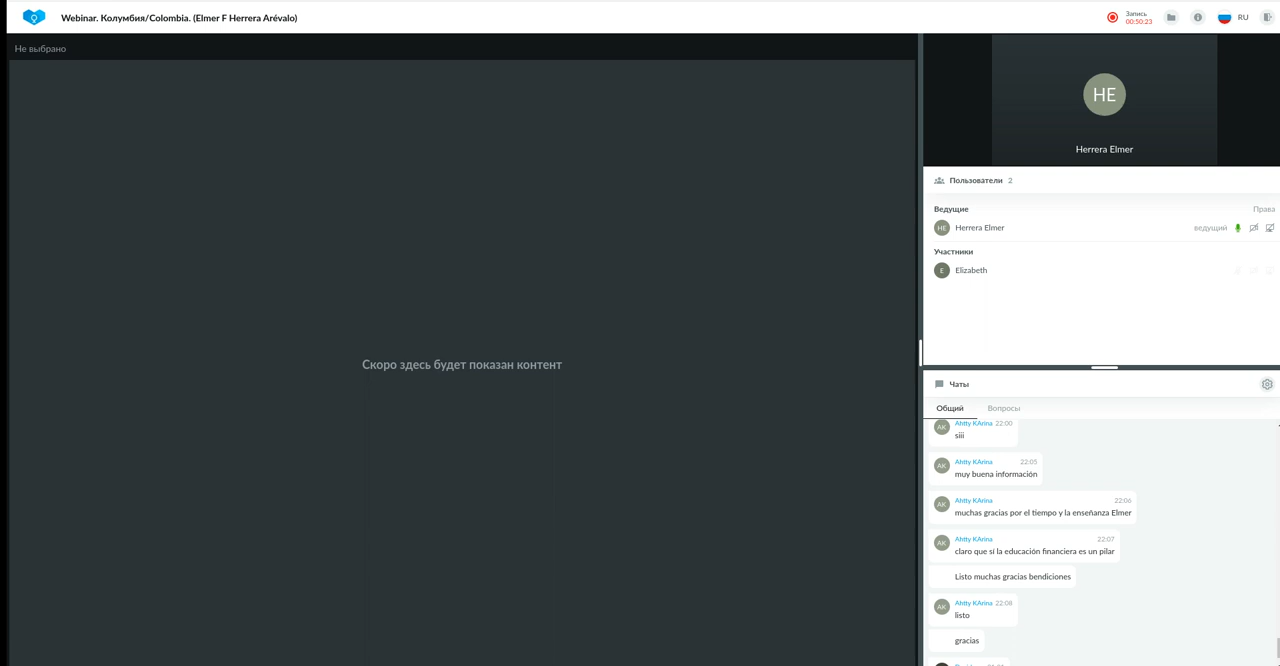 Webinar. Колумбия/Colombia. (Elmer F Herrera Arévalo)
Запись
00:50:23
RU
Не выбрано
Скоро здесь будет показан контент
HE
Herrera Elmer
Пользователи 2
Ведущие Права
HE Herrera Elmer ведущий
Участники
E Elizabeth
Чаты
Общий Вопросы
AK Ahtty KArina 22:00
siii
AK Ahtty KArina 22:05
muy buena información
AK Ahtty KArina 22:06
muchas gracias por el tiempo y la enseñanza Elmer
AK Ahtty KArina 22:07
claro que sí la educación financiera es un pilar
Listo muchas gracias bendiciones
AK Ahtty KArina 22:08
listo
gracias